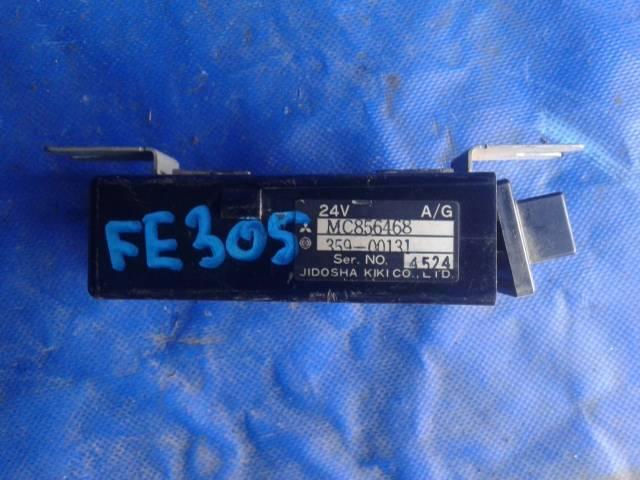 FE305
24V A/G
MC856468
359-00131
Ser. NO. 4524
JIDOSHA KIKI CO., LTD.